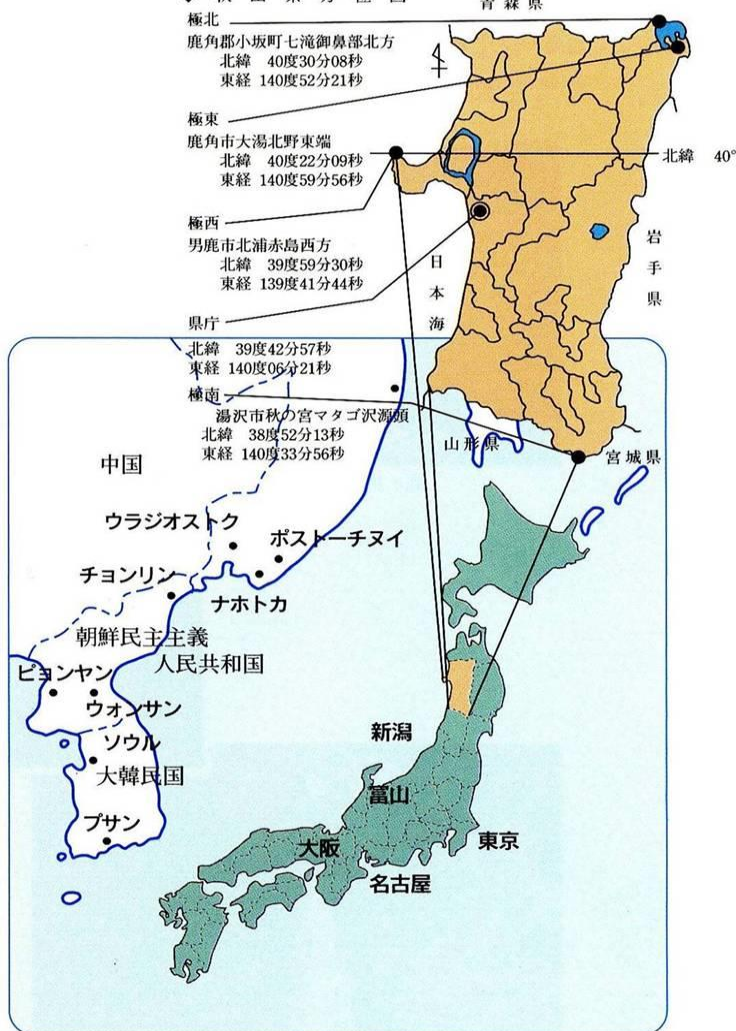 青森県
極北
鹿角郡小坂町七滝御鼻部北方
北緯 40度30分08秒
東経 140度52分21秒
極東
鹿角市大湯北野東端
北緯 40度22分09秒
東経 140度59分56秒
北緯 40°
極西
男鹿市北浦赤島西方
北緯 39度59分30秒
東経 139度41分44秒
日本海
岩手県
県庁
北緯 39度42分57秒
東経 140度06分21秒
極南
湯沢市秋の宮マタゴ沢源頭
北緯 38度52分13秒
東経 140度33分56秒
山形県
宮城県
中国
ウラジオストク
ポストーチヌイ
チョンリン
ナホトカ
朝鮮民主主義
人民共和国
ピョンヤン
ウォンサン
ソウル
大韓民国
プサン
新潟
富山
東京
大阪
名古屋